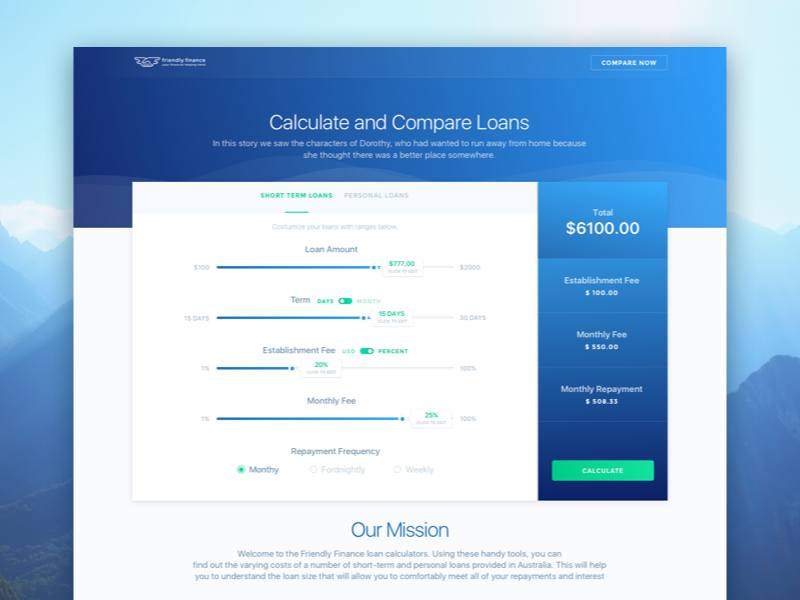 friendly finance
COMPARE NOW
Calculate and Compare Loans
In this story we saw the characters of Dorothy, who had wanted to run away from home because
she thought there was a better place somewhere.
SHORT TERM LOANS PERSONAL LOANS
Costumize your loans with ranges below.
Loan Amount
$100 $777,00 $2000
CLICK TO EDIT
Term DAYS MONTH
15 DAYS 15 DAYS 30 DAYS
CLICK TO EDIT
Establishment Fee USD PERCENT
1% 20% 100%
CLICK TO EDIT
Monthly Fee
1% 25% 100%
CLICK TO EDIT
Repayment Frequency
Monthy Fordnightly Weekly
Total
$6100.00
Establishment Fee
$ 100.00
Monthly Fee
$ 550.00
Monthly Repayment
$ 508.33
CALCULATE
Our Mission
Welcome to the Friendly Finance loan calculators. Using these handy tools, you can
find out the varying costs of a number of short-term and personal loans provided in Australia. This will help
you to understand the loan size that will allow you to comfortably meet all of your repayments and interest